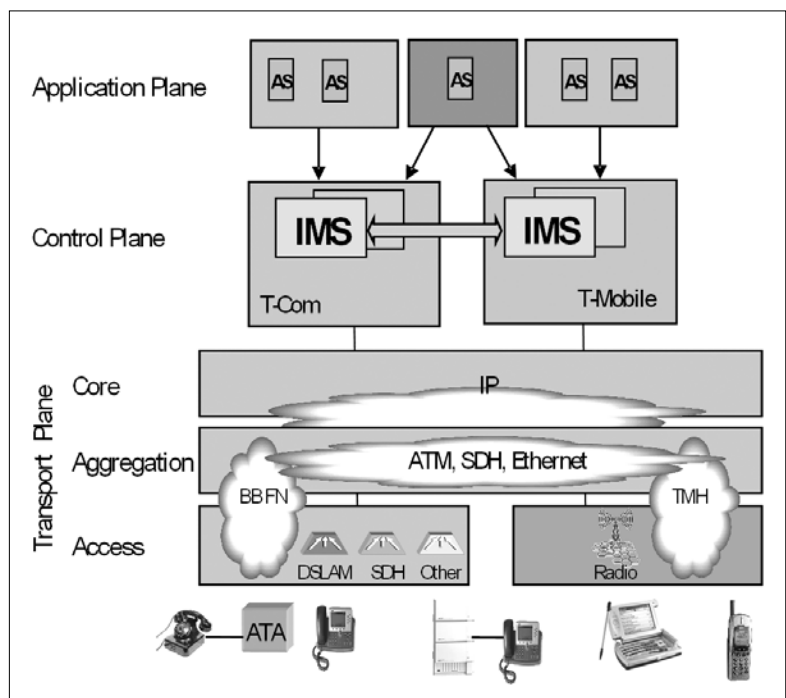 Application Plane
AS
AS
AS
AS
AS
Control Plane
IMS
IMS
T-Com
T-Mobile
Transport Plane
Core
IP
Aggregation
ATM, SDH, Ethernet
BBFN
TMH
Access
DSLAM
SDH
Other
Radio
ATA